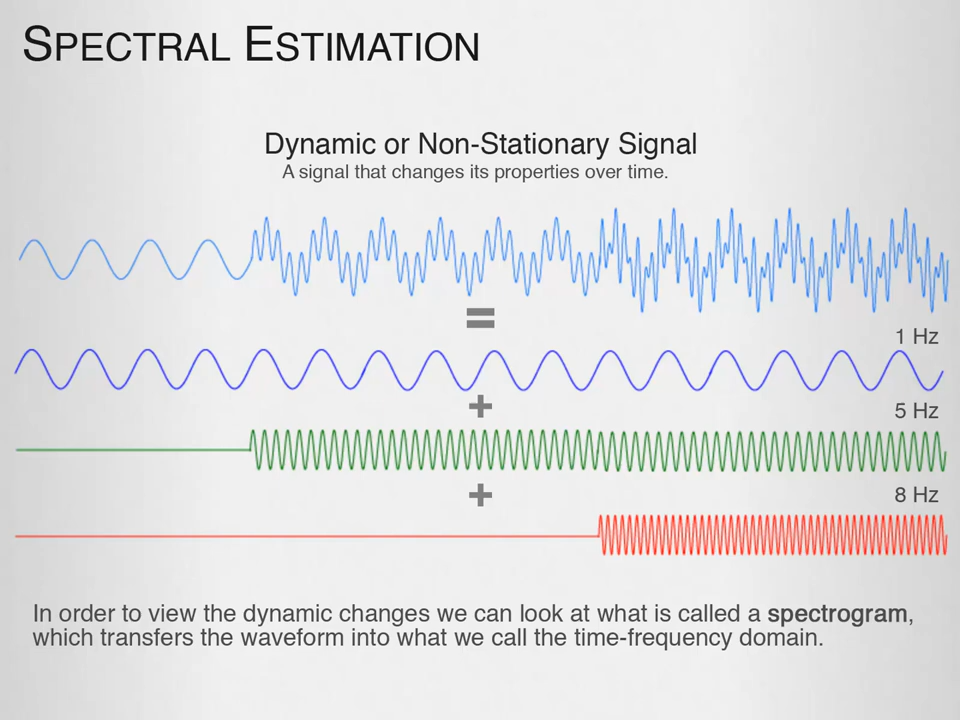 SPECTRAL ESTIMATION
Dynamic or Non-Stationary Signal
A signal that changes its properties over time.
=
1 Hz
+
5 Hz
+
8 Hz
In order to view the dynamic changes we can look at what is called a spectrogram,
which transfers the waveform into what we call the time-frequency domain.